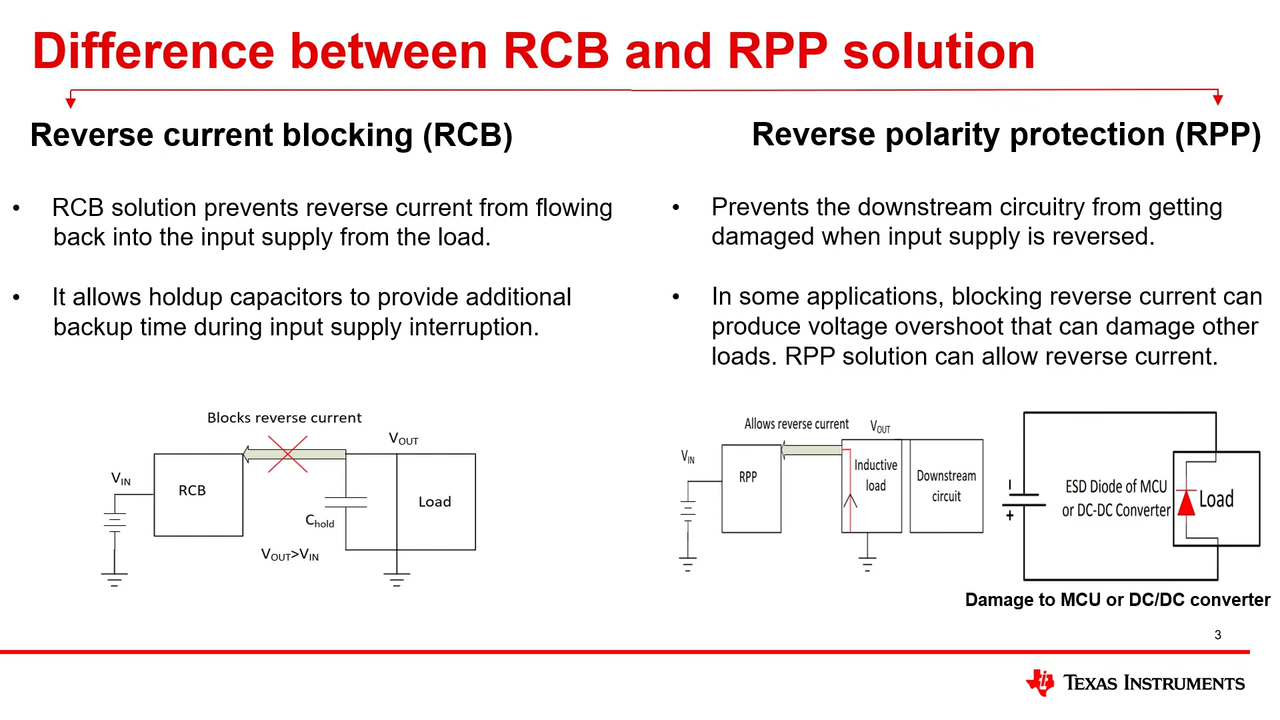 Difference between RCB and RPP solution
Reverse current blocking (RCB)
• RCB solution prevents reverse current from flowing
back into the input supply from the load.
• It allows holdup capacitors to provide additional
backup time during input supply interruption.
Blocks reverse current
VOUT
VIN
RCB
Load
Chold
VOUT>VIN
Reverse polarity protection (RPP)
• Prevents the downstream circuitry from getting
damaged when input supply is reversed.
• In some applications, blocking reverse current can
produce voltage overshoot that can damage other
loads. RPP solution can allow reverse current.
Allows reverse current
VOUT
VIN
RPP
Inductive
load
Downstream
circuit
ESD Diode of MCU
or DC-DC Converter
Load
+
Damage to MCU or DC/DC converter
3
TEXAS INSTRUMENTS